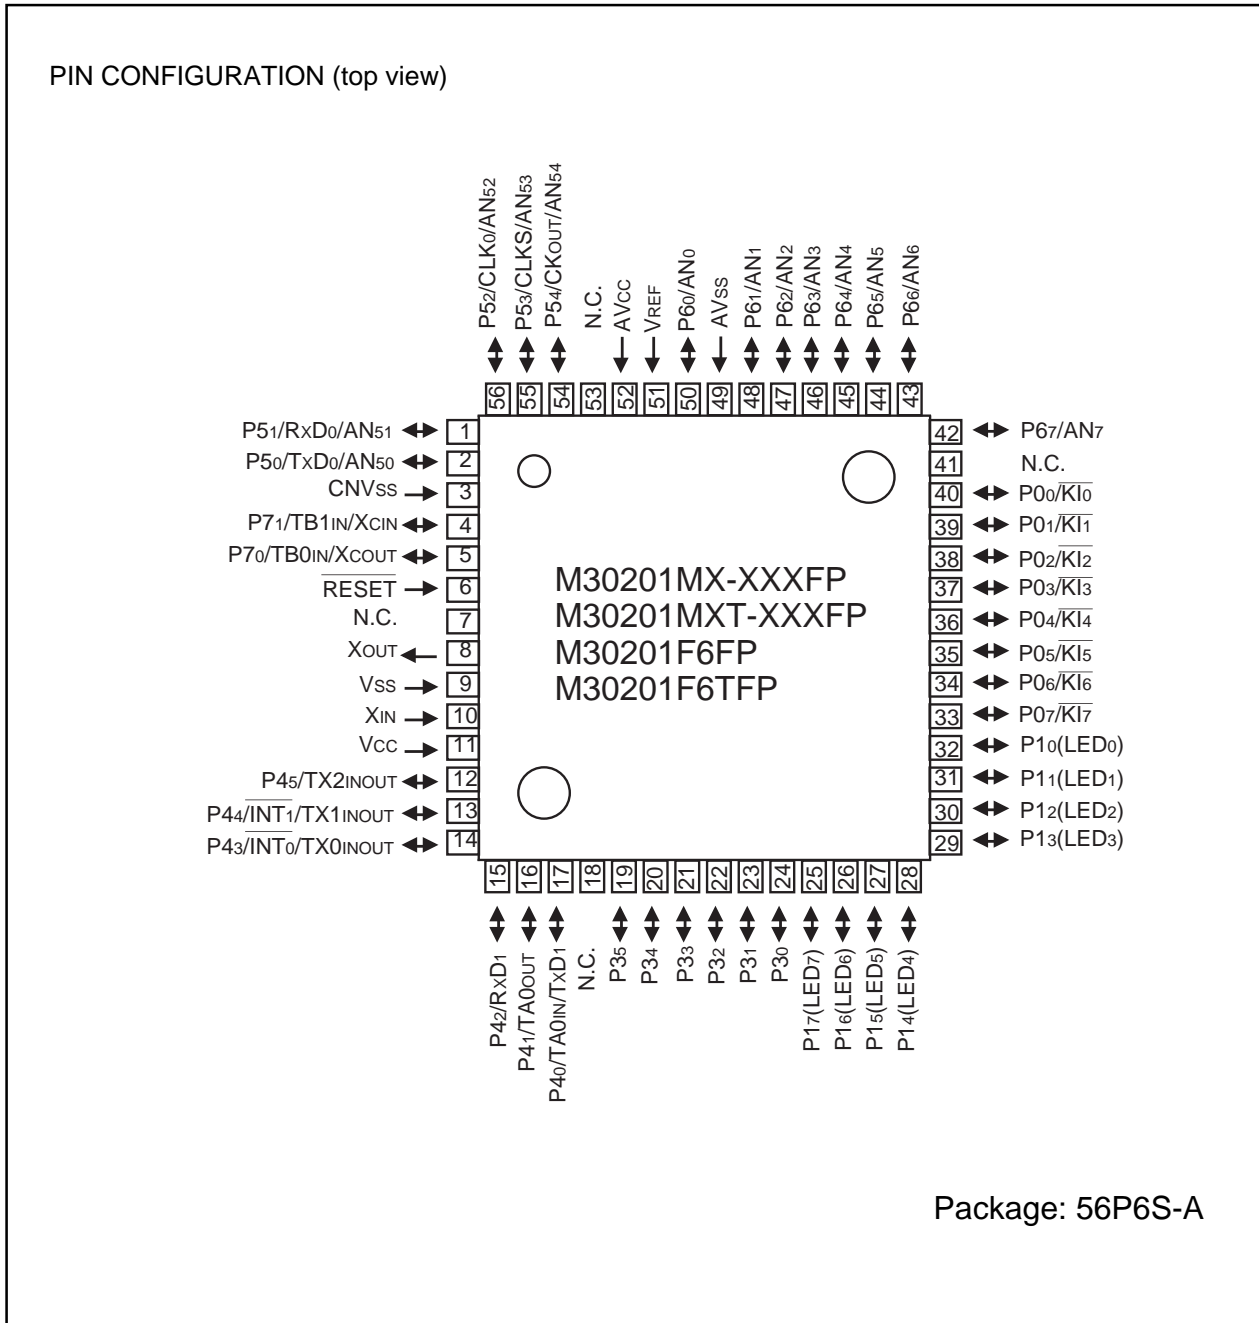 PIN CONFIGURATION (top view)
P52/CLK0/AN52
P53/CLKS/AN53
P54/CKOUT/AN54
N.C.
AVCC
VREF
P60/AN0
AVSS
P61/AN1
P62/AN2
P63/AN3
P64/AN4
P65/AN5
P66/AN6
56 55 54 53 52 51 50 49 48 47 46 45 44 43
P51/RxD0/AN51 1
P50/TxD0/AN50 2
CNVSS 3
P71/TB1IN/XCIN 4
P70/TB0IN/XCOUT 5
RESET 6
N.C. 7
XOUT 8
VSS 9
XIN 10
VCC 11
P45/TX2INOUT 12
P44/INT1/TX1INOUT 13
P43/INT0/TX0INOUT 14
M30201MX-XXXFP
M30201MXT-XXXFP
M30201F6FP
M30201F6TFP
42 P67/AN7
41 N.C.
40 P00/KI0
39 P01/KI1
38 P02/KI2
37 P03/KI3
36 P04/KI4
35 P05/KI5
34 P06/KI6
33 P07/KI7
32 P10(LED0)
31 P11(LED1)
30 P12(LED2)
29 P13(LED3)
15 16 17 18 19 20 21 22 23 24 25 26 27 28
P42/RxD1
P41/TA0OUT
P40/TA0IN/TxD1
N.C.
P35
P34
P33
P32
P31
P30
P17(LED7)
P16(LED6)
P15(LED5)
P14(LED4)
Package: 56P6S-A